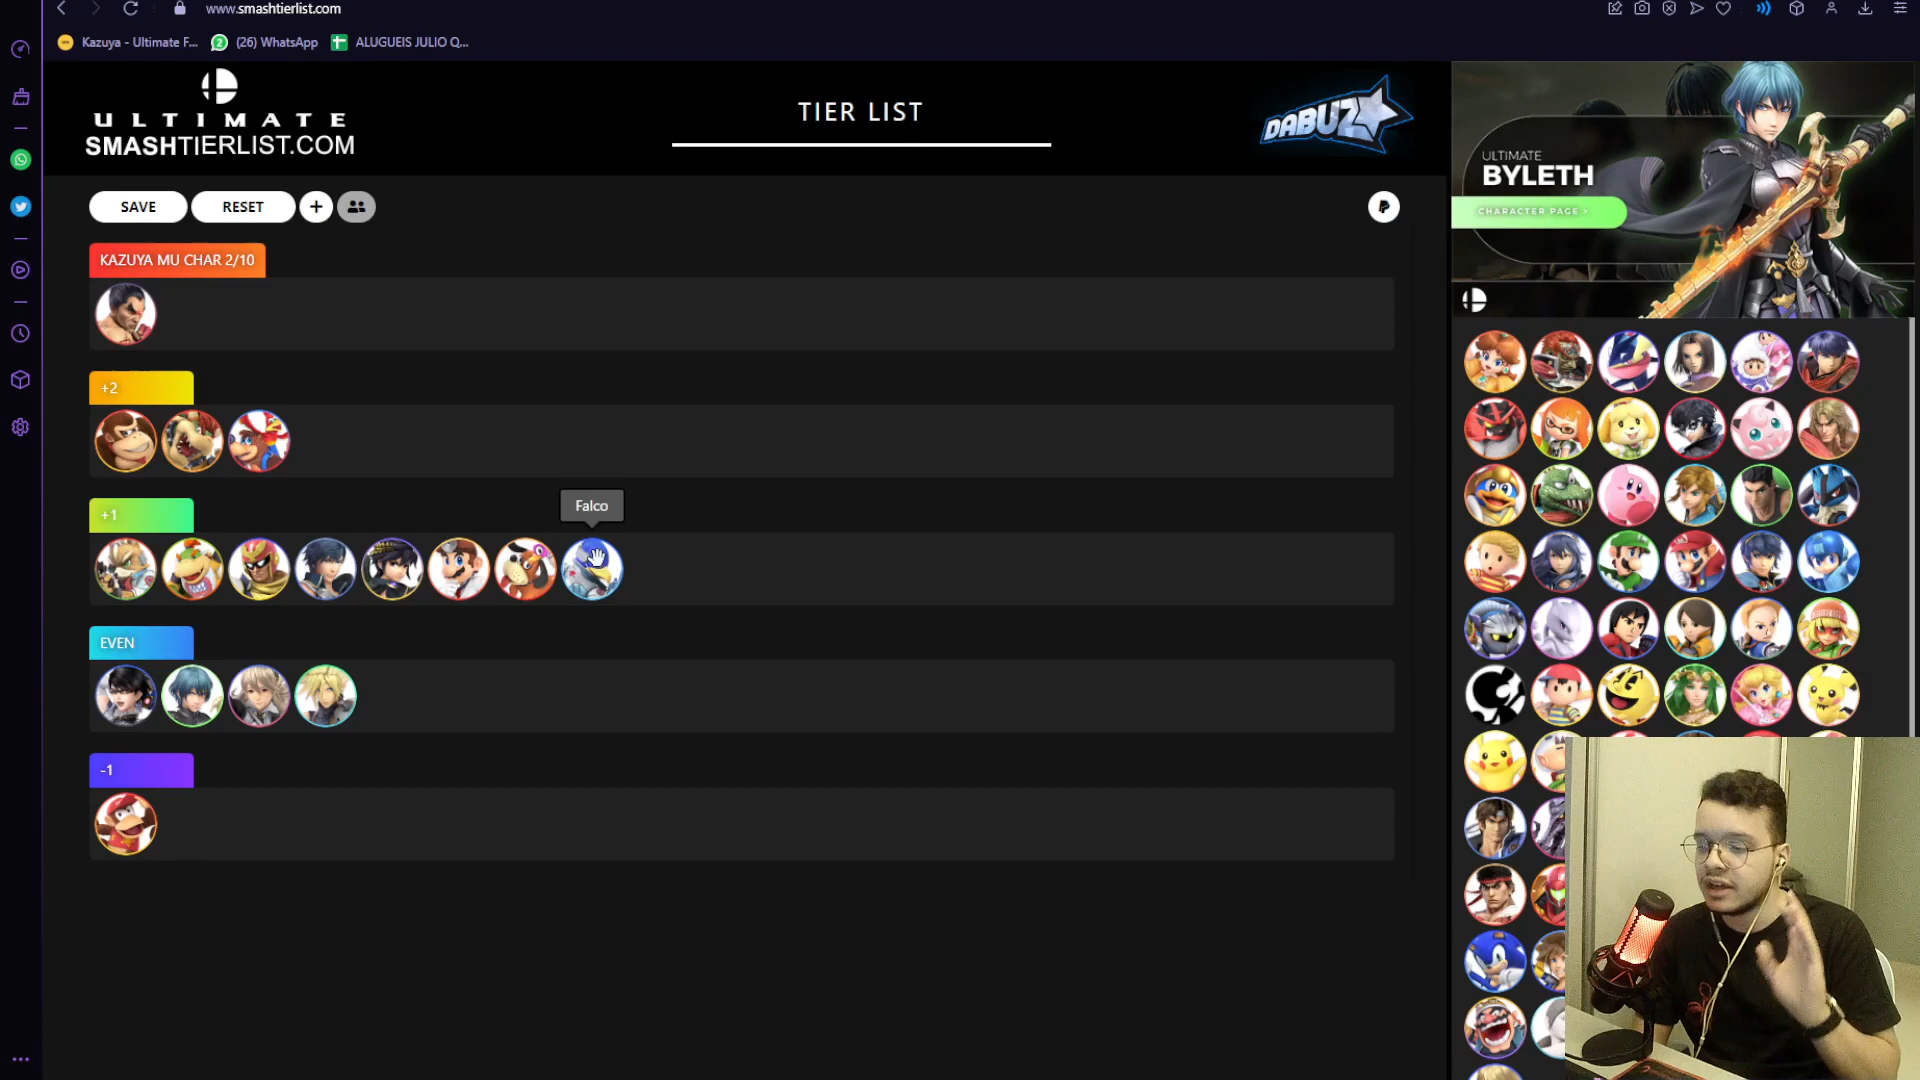 www.smashtierlist.com
Kazuya - Ultimate F...
2
(26) WhatsApp
ALUGUEIS JULIO Q...
ULTIMATE
SMASHTIERLIST.COM
TIER LIST
DABUZ
SAVE
RESET
+
KAZUYA MU CHAR 2/10
+2
+1
Falco
EVEN
-1
ULTIMATE
BYLETH
CHARACTER PAGE >